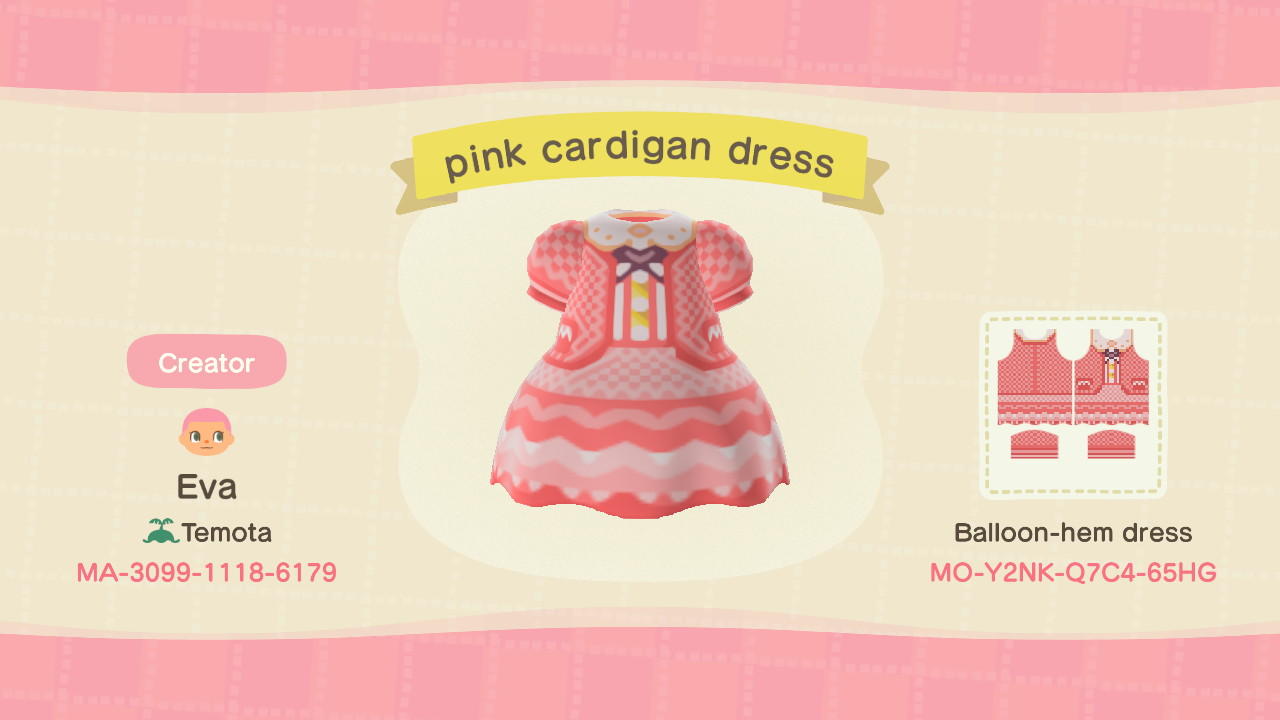 pink cardigan dress
Creator
Eva
Temota
MA-3099-1118-6179
Balloon-hem dress
MO-Y2NK-Q7C4-65HG